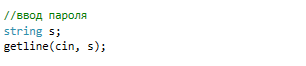 //ввод пароля
string s;
getline(cin, s);